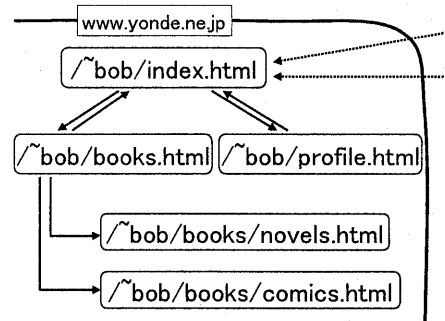 www.yonde.ne.jp
/~bob/index.html
/~bob/books.html
/~bob/profile.html
/~bob/books/novels.html
/~bob/books/comics.html